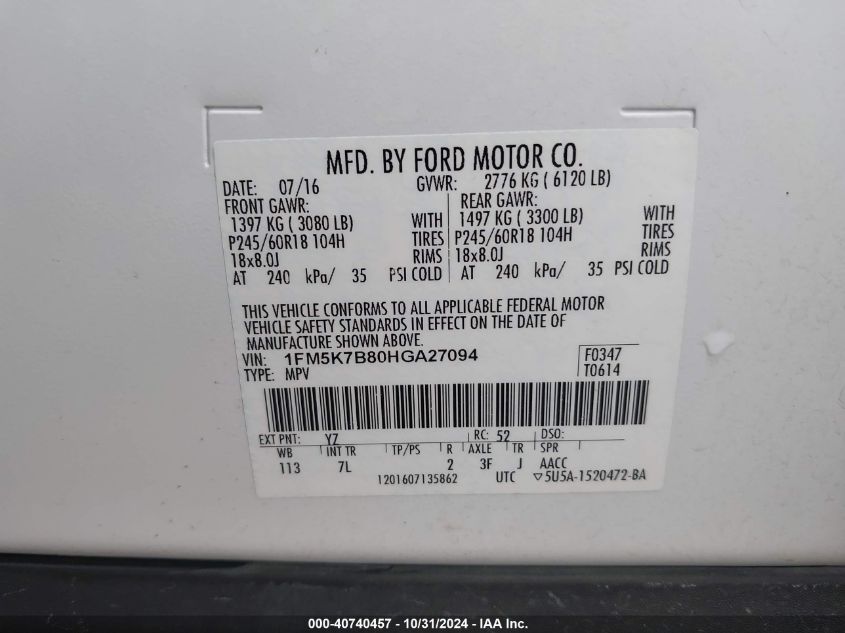 MFD. BY FORD MOTOR CO.
DATE: 07/16 GVWR: 2776 KG ( 6120 LB)
FRONT GAWR: REAR GAWR:
1397 KG ( 3080 LB) WITH 1497 KG ( 3300 LB) WITH
P245/60R18 104H TIRES P245/60R18 104H TIRES
18x8.0J RIMS 18x8.0J RIMS
AT 240 kPa/ 35 PSI COLD AT 240 kPa/ 35 PSI COLD
THIS VEHICLE CONFORMS TO ALL APPLICABLE FEDERAL MOTOR
VEHICLE SAFETY STANDARDS IN EFFECT ON THE DATE OF
MANUFACTURE SHOWN ABOVE.
VIN: 1FM5K7B80HGA27094 F0347
TYPE: MPV T0614
EXT PNT: YZ RC: 52 DSO:
WB INT TR TP/PS R AXLE TR SPR
113 7L 2 3F J AACC
1201607135862 UTC ▽5U5A-1520472-BA
000-40740457 - 10/31/2024 - IAA Inc.